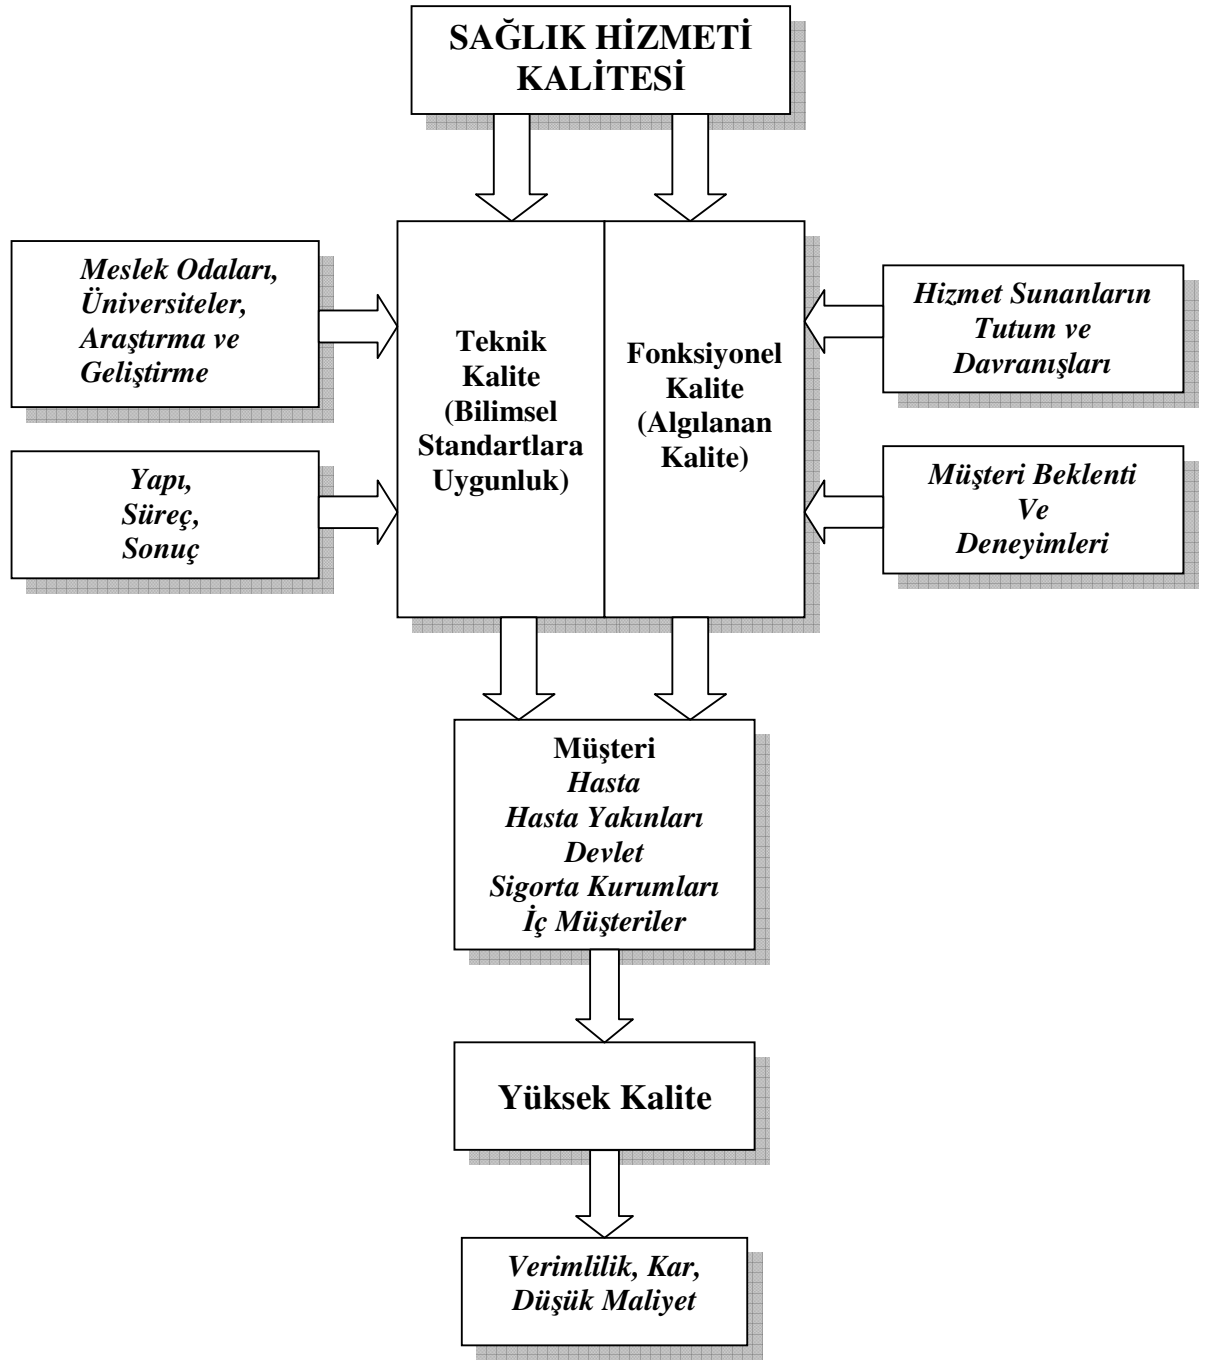 SAĞLIK HİZMETİ
KALİTESİ
Meslek Odaları,
Üniversiteler,
Araştırma ve
Geliştirme
Yapı,
Süreç,
Sonuç
Teknik
Kalite
(Bilimsel
Standartlara
Uygunluk)
Fonksiyonel
Kalite
(Algılanan
Kalite)
Hizmet Sunanların
Tutum ve
Davranışları
Müşteri Beklenti
Ve
Deneyimleri
Müşteri
Hasta
Hasta Yakınları
Devlet
Sigorta Kurumları
İç Müşteriler
Yüksek Kalite
Verimlilik, Kar,
Düşük Maliyet